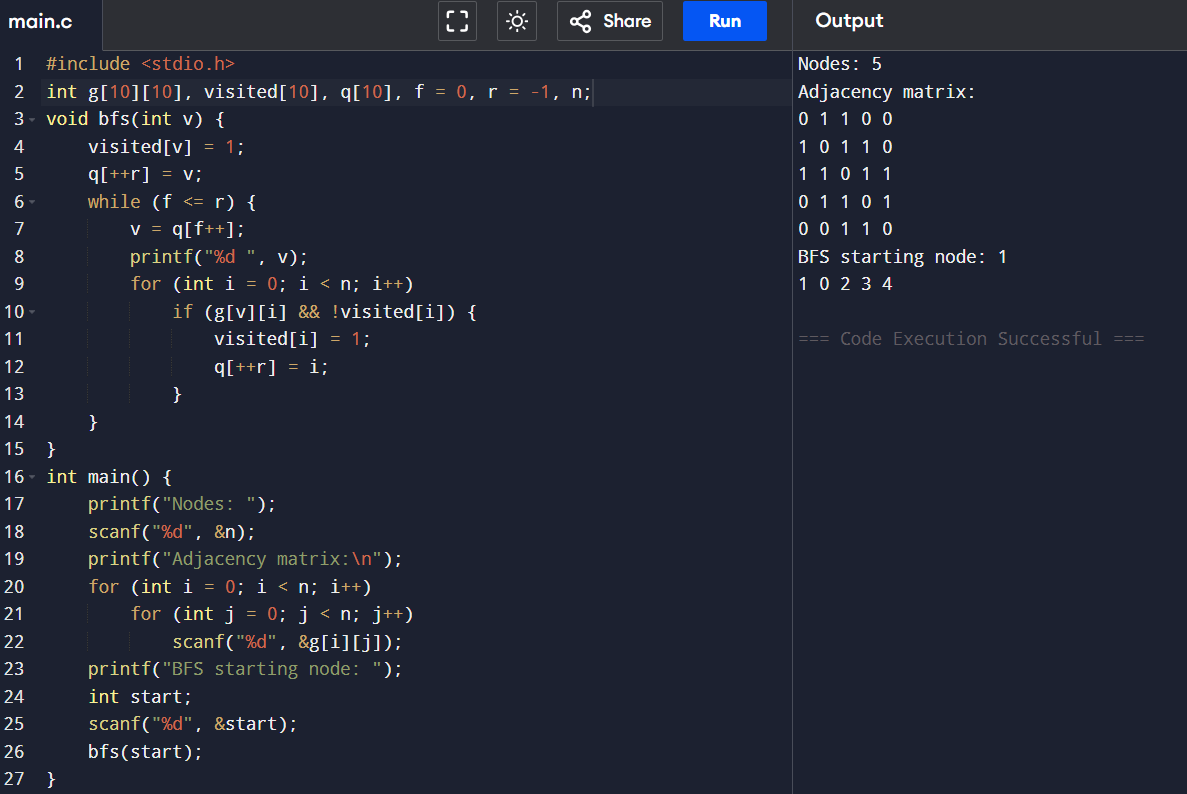 main.c
Share
Run
Output
1 #include <stdio.h>
2 int g[10][10], visited[10], q[10], f = 0, r = -1, n;
3 void bfs(int v) {
4     visited[v] = 1;
5     q[++r] = v;
6     while (f <= r) {
7         v = q[f++];
8         printf("%d ", v);
9         for (int i = 0; i < n; i++)
10             if (g[v][i] && !visited[i]) {
11                 visited[i] = 1;
12                 q[++r] = i;
13             }
14     }
15 }
16 int main() {
17     printf("Nodes: ");
18     scanf("%d", &n);
19     printf("Adjacency matrix:\n");
20     for (int i = 0; i < n; i++)
21         for (int j = 0; j < n; j++)
22             scanf("%d", &g[i][j]);
23     printf("BFS starting node: ");
24     int start;
25     scanf("%d", &start);
26     bfs(start);
27 }
Nodes: 5
Adjacency matrix:
0 1 1 0 0
1 0 1 1 0
1 1 0 1 1
0 1 1 0 1
0 0 1 1 0
BFS starting node: 1
1 0 2 3 4
=== Code Execution Successful ===